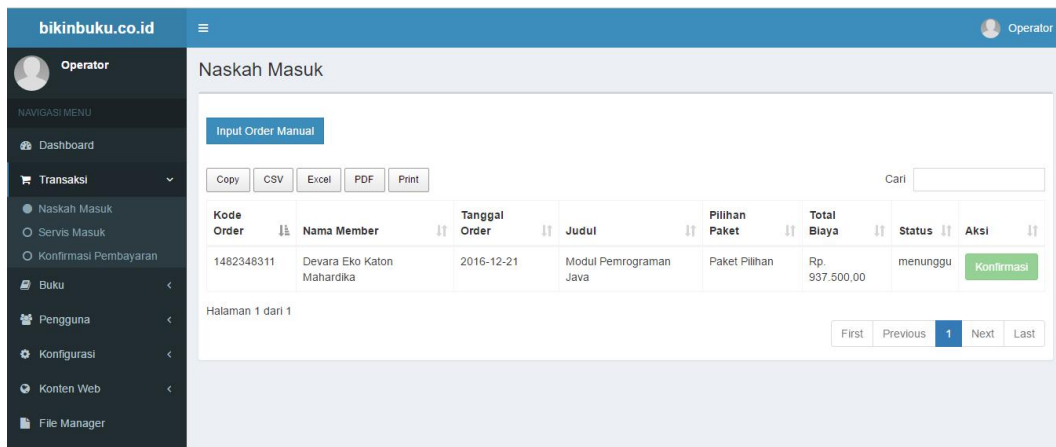 bikinbuku.co.id
Operator
Operator
NAVIGASI MENU
Dashboard
Transaksi
Naskah Masuk
Servis Masuk
Konfirmasi Pembayaran
Buku
Pengguna
Konfigurasi
Konten Web
File Manager
Naskah Masuk
Input Order Manual
Copy CSV Excel PDF Print Cari
Kode Order Nama Member Tanggal Order Judul Pilihan Paket Total Biaya Status Aksi
1482348311 Devara Eko Katon Mahardika 2016-12-21 Modul Pemrograman Java Paket Pilihan Rp. 937.500,00 menunggu Konfirmasi
Halaman 1 dari 1
First Previous 1 Next Last